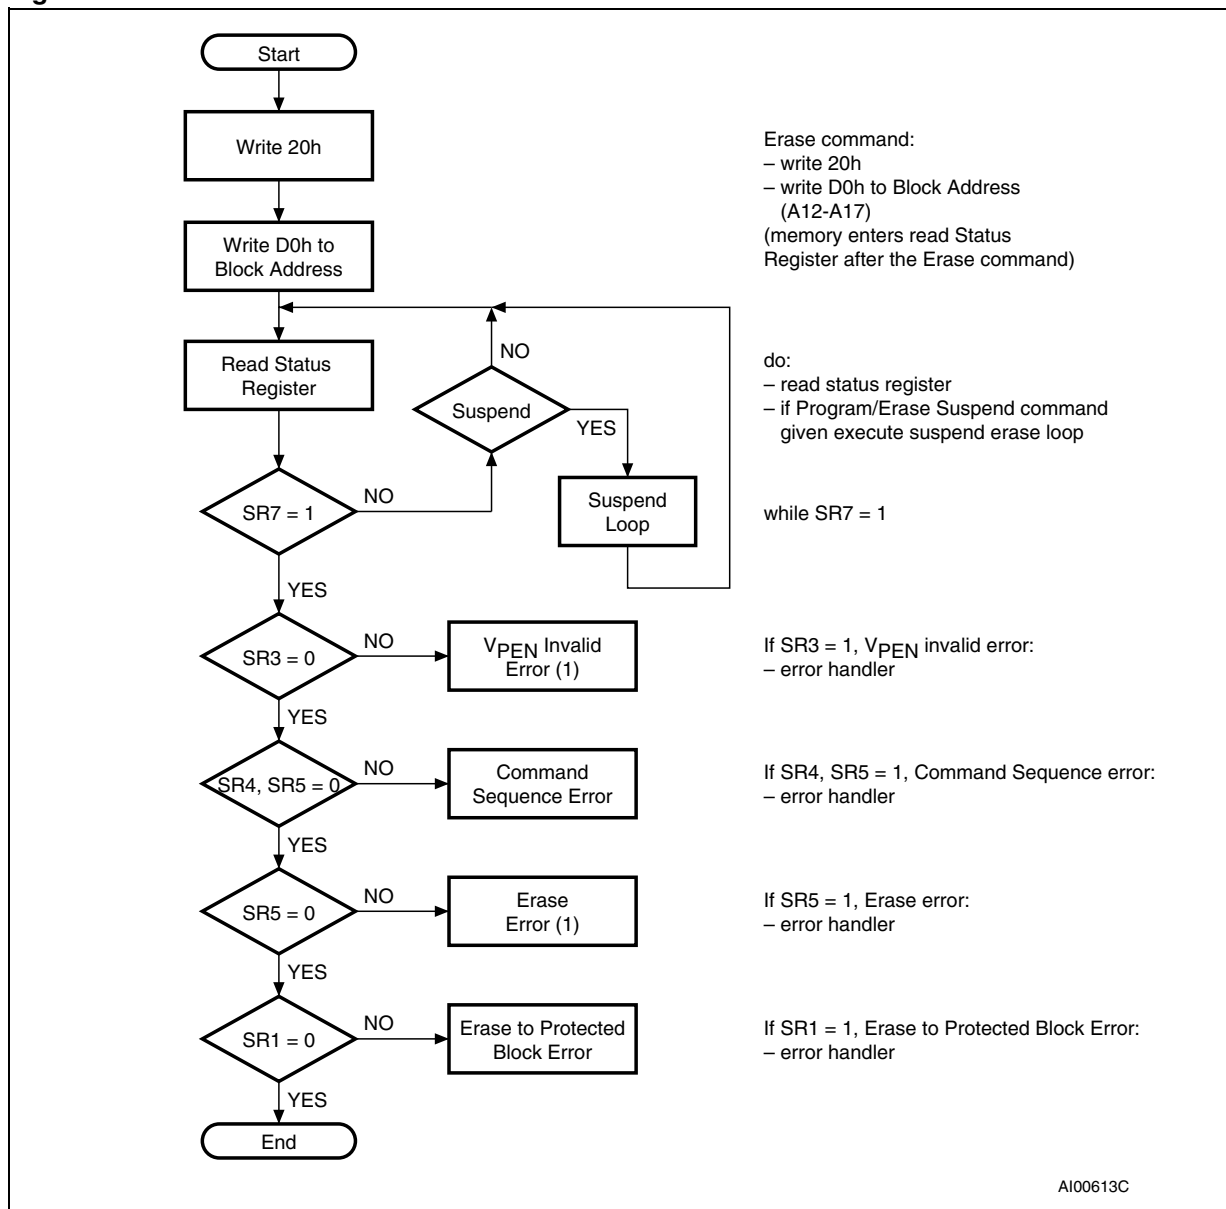 Start
Write 20h
Write D0h to
Block Address
Erase command:
– write 20h
– write D0h to Block Address
(A12-A17)
(memory enters read Status
Register after the Erase command)
Read Status
Register
NO
Suspend
YES
do:
– read status register
– if Program/Erase Suspend command
given execute suspend erase loop
SR7 = 1
NO
Suspend
Loop
while SR7 = 1
YES
SR3 = 0
NO
VPEN Invalid
Error (1)
If SR3 = 1, VPEN invalid error:
– error handler
YES
SR4, SR5 = 0
NO
Command
Sequence Error
If SR4, SR5 = 1, Command Sequence error:
– error handler
YES
SR5 = 0
NO
Erase
Error (1)
If SR5 = 1, Erase error:
– error handler
YES
SR1 = 0
NO
Erase to Protected
Block Error
If SR1 = 1, Erase to Protected Block Error:
– error handler
YES
End
AI00613C